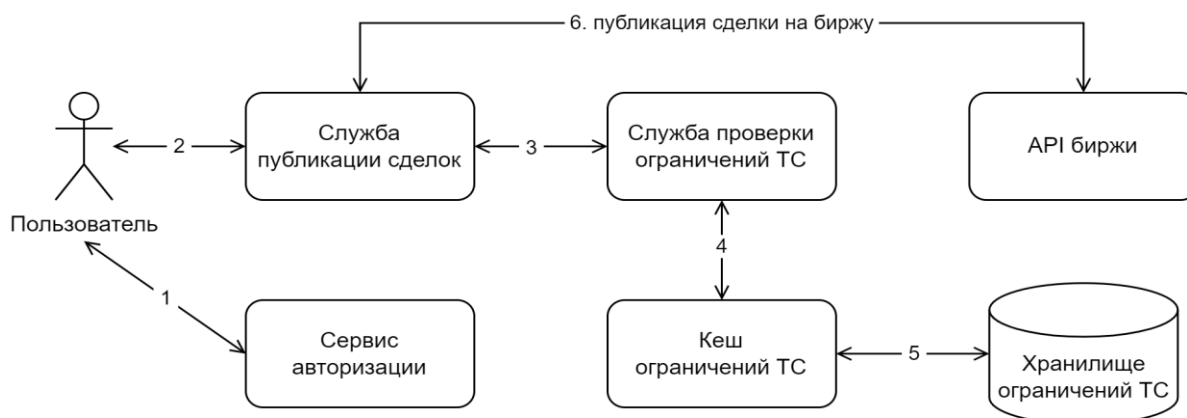 6. публикация сделки на биржу
Служба
публикации сделок
Служба проверки
ограничений ТС
API биржи
2
3
Пользователь
4
1
Сервис
авторизации
Кеш
ограничений ТС
5
Хранилище
ограничений ТС